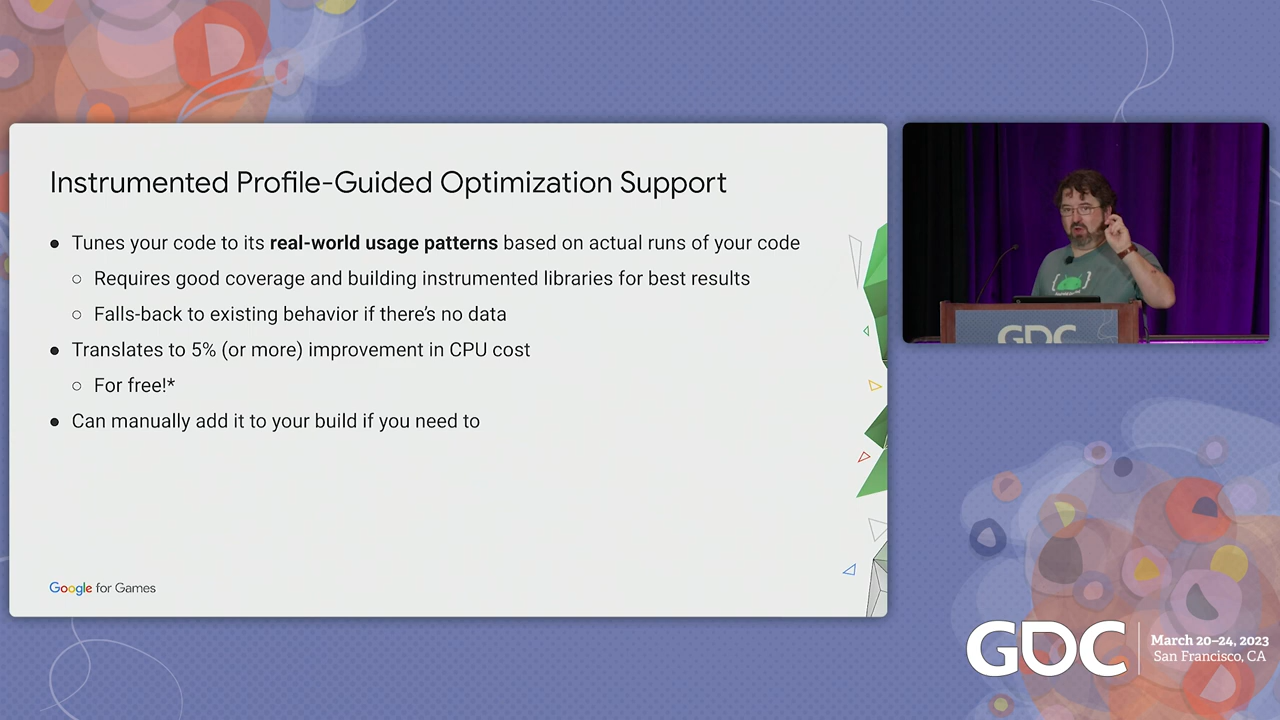 Instrumented Profile-Guided Optimization Support
● Tunes your code to its real-world usage patterns based on actual runs of your code
○ Requires good coverage and building instrumented libraries for best results
○ Falls-back to existing behavior if there's no data
● Translates to 5% (or more) improvement in CPU cost
○ For free!*
● Can manually add it to your build if you need to
Google for Games
GDC
GDC
March 20–24, 2023
San Francisco, CA